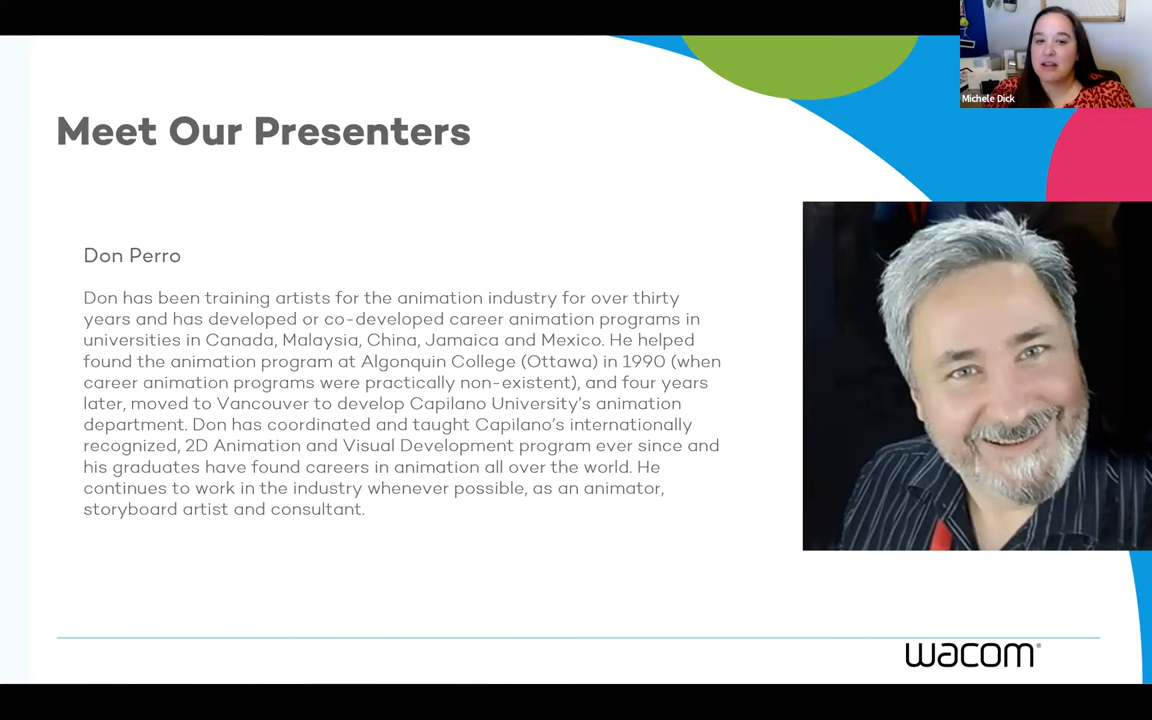 Michele Dick
Meet Our Presenters
Don Perro
Don has been training artists for the animation industry for over thirty
years and has developed or co-developed career animation programs in
universities in Canada, Malaysia, China, Jamaica and Mexico. He helped
found the animation program at Algonquin College (Ottawa) in 1990 (when
career animation programs were practically non-existent), and four years
later, moved to Vancouver to develop Capilano University’s animation
department. Don has coordinated and taught Capilano’s internationally
recognized, 2D Animation and Visual Development program ever since and
his graduates have found careers in animation all over the world. He
continues to work in the industry whenever possible, as an animator,
storyboard artist and consultant.
wacom®